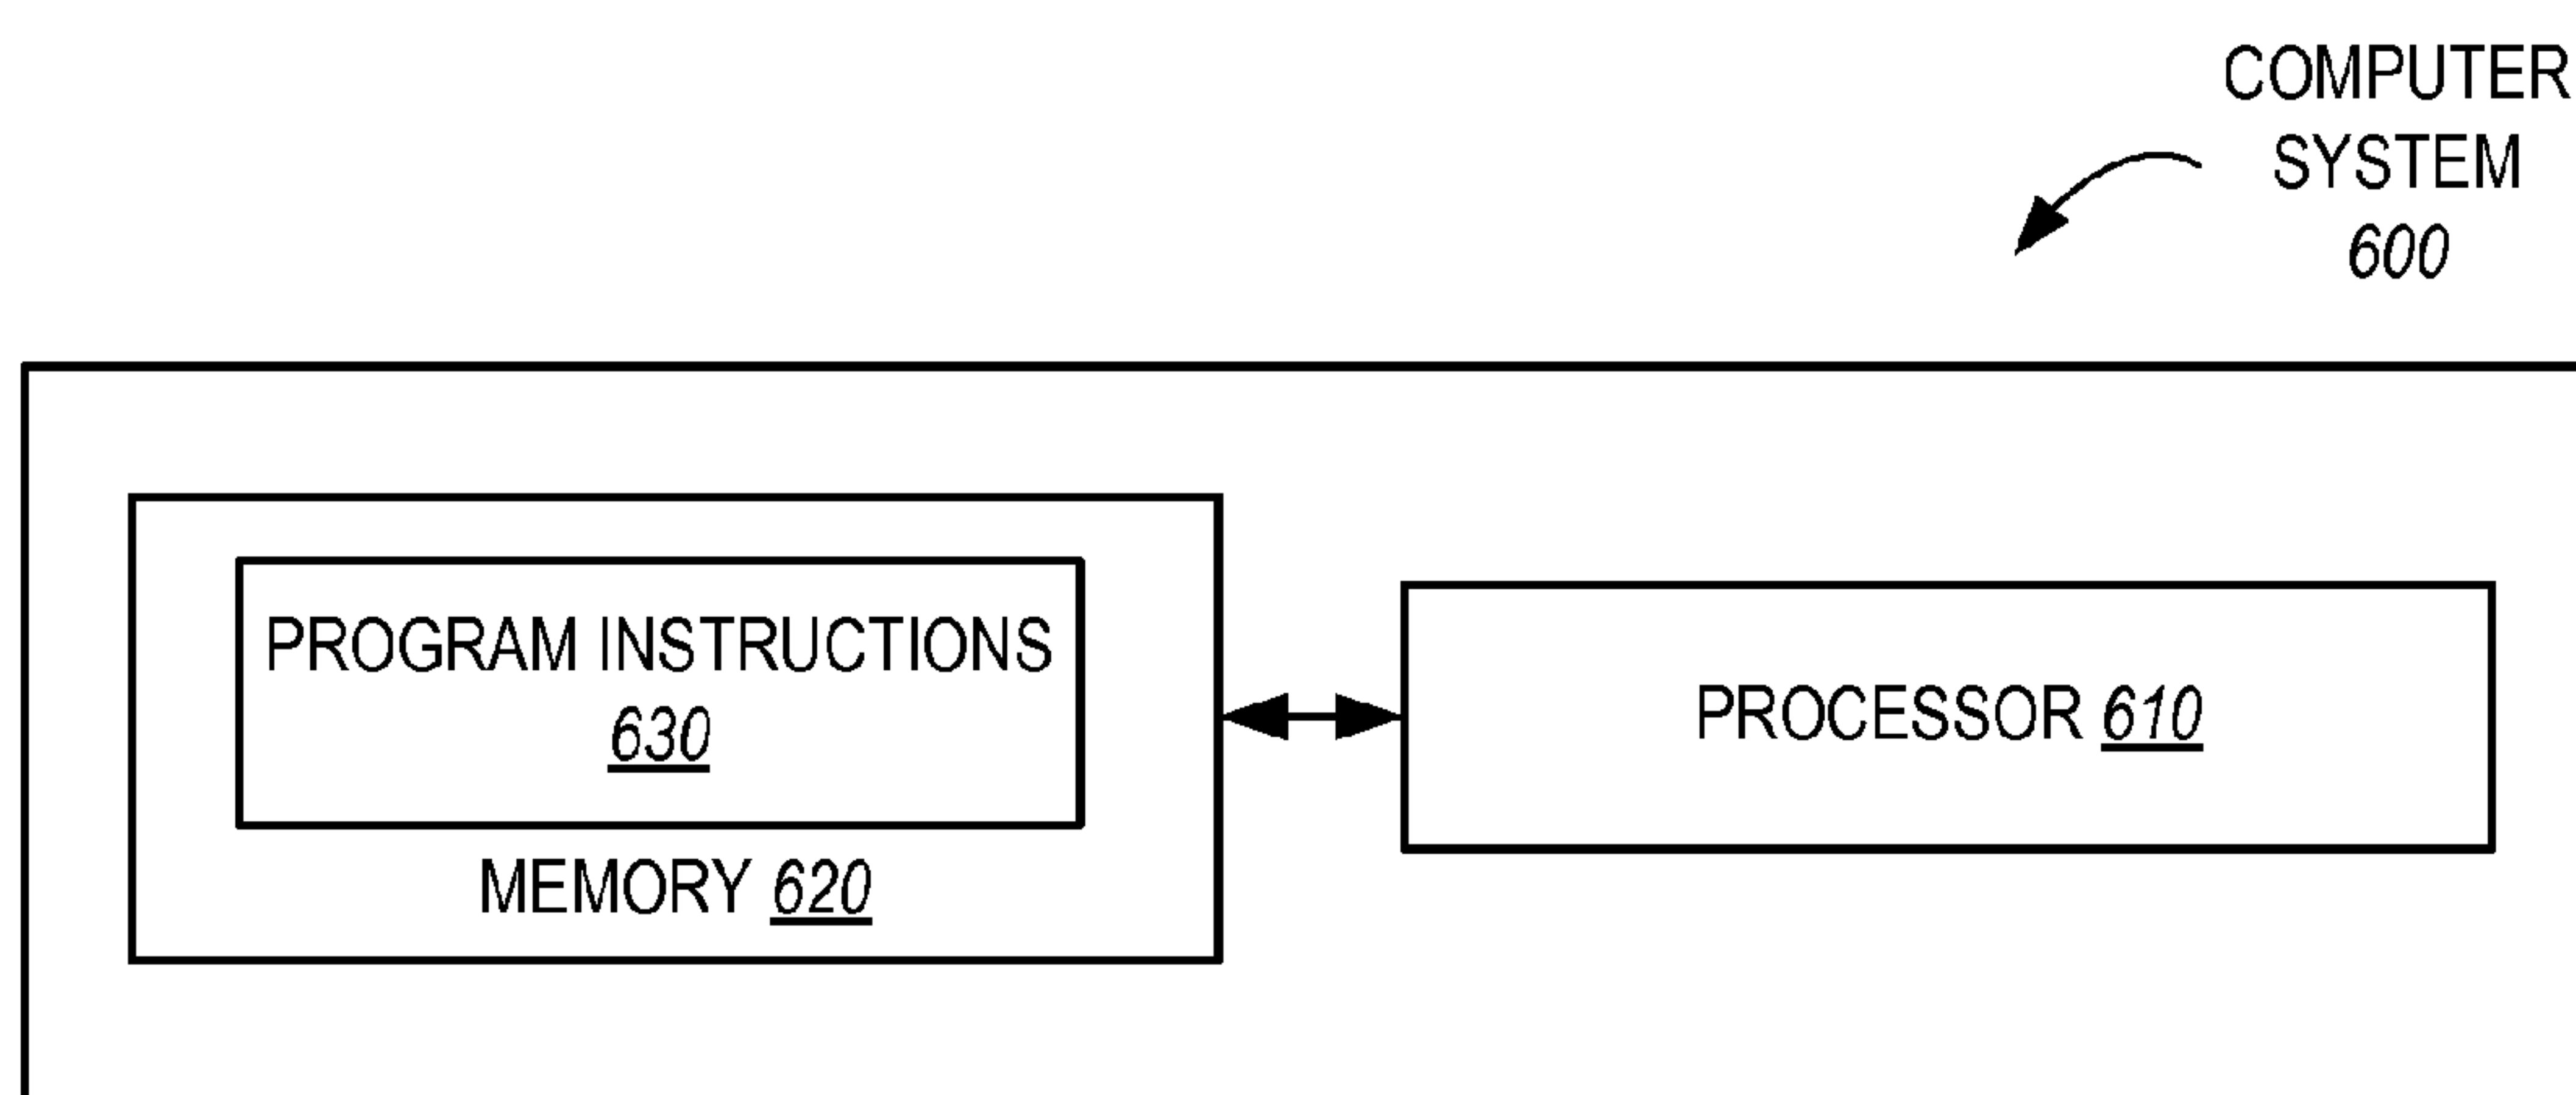 COMPUTER
SYSTEM
600
PROGRAM INSTRUCTIONS
630
MEMORY 620
PROCESSOR 610